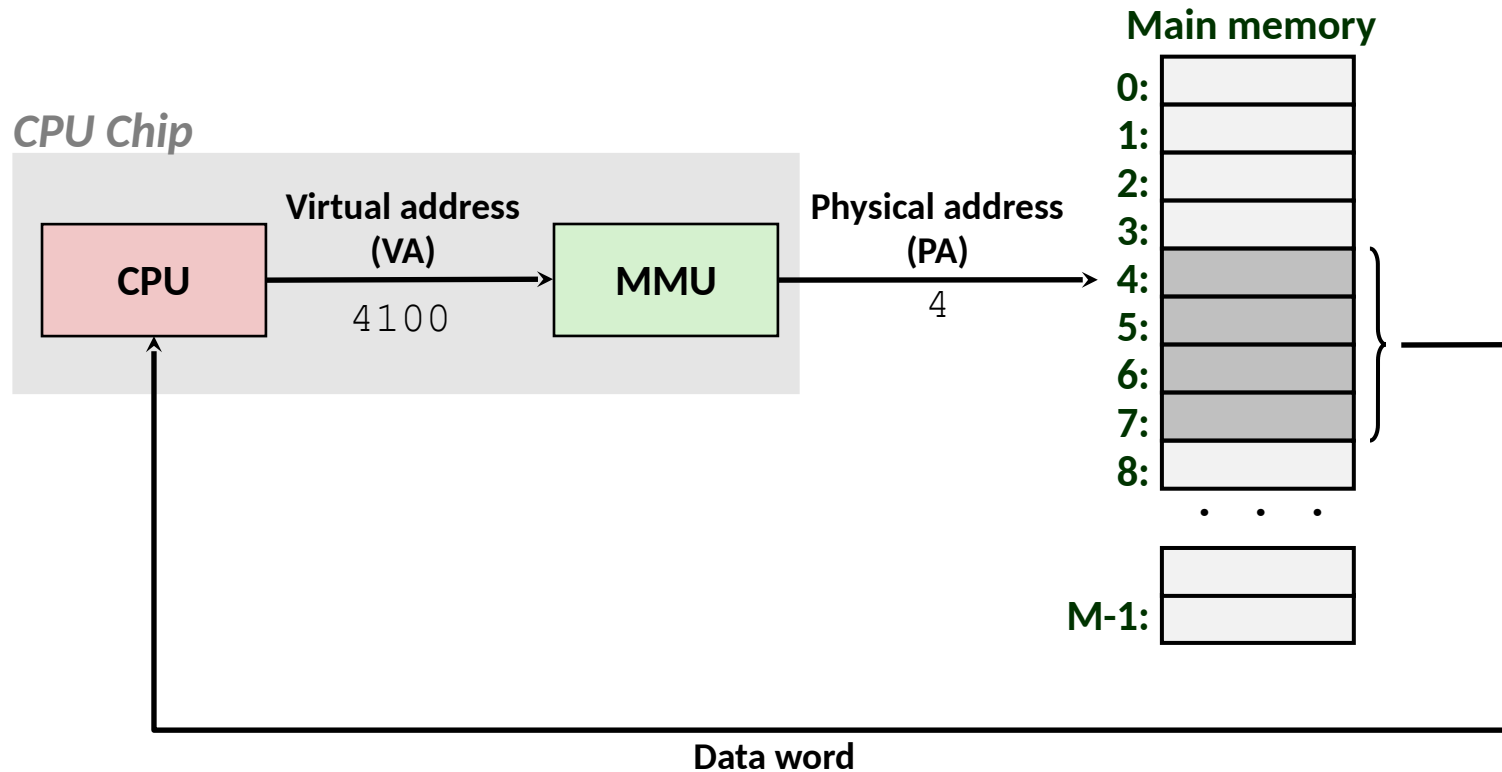 Main memory
CPU Chip
Virtual address
(VA)
Physical address
(PA)
CPU
MMU
4100
4
0:
1:
2:
3:
4:
5:
6:
7:
8:
. . .
M-1:
Data word